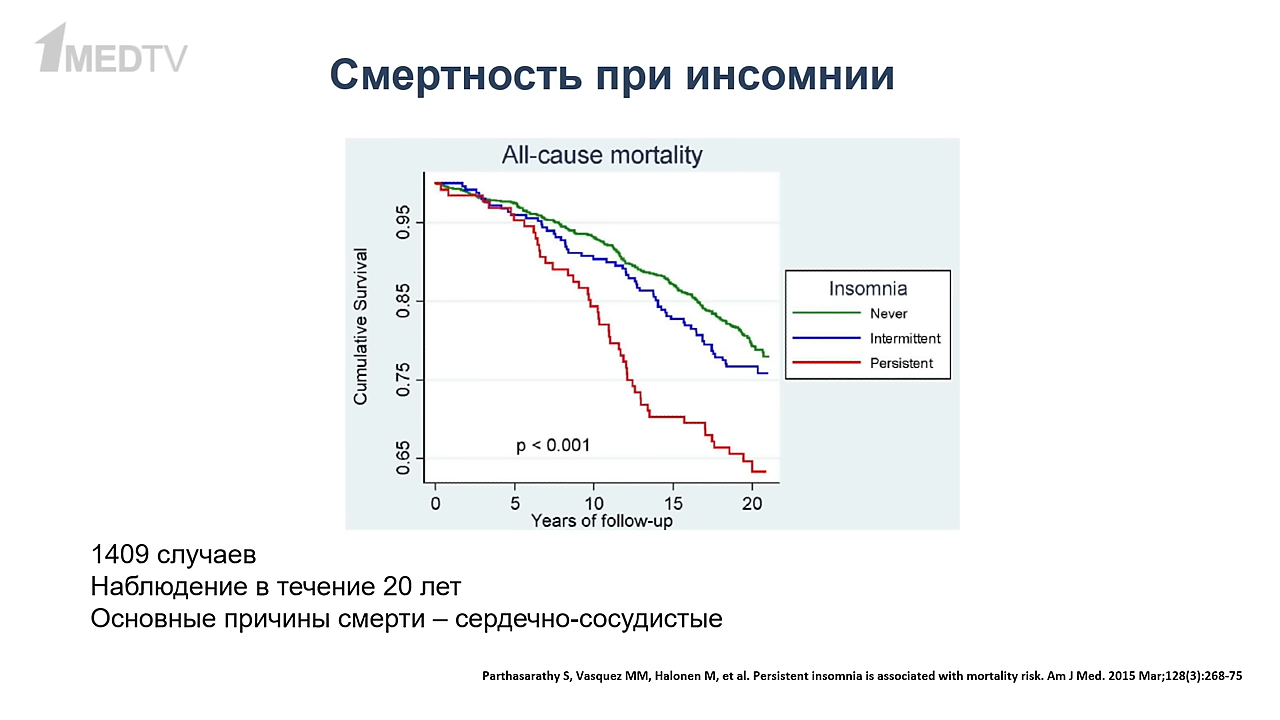 1MEDTV
Смертность при инсомнии
All-cause mortality
Cumulative Survival
0.95
0.85
0.75
0.65
p < 0.001
0 5 10 15 20
Years of follow-up
Insomnia
Never
Intermittent
Persistent
1409 случаев
Наблюдение в течение 20 лет
Основные причины смерти – сердечно-сосудистые
Parthasarathy S, Vasquez MM, Halonen M, et al. Persistent insomnia is associated with mortality risk. Am J Med. 2015 Mar;128(3):268-75